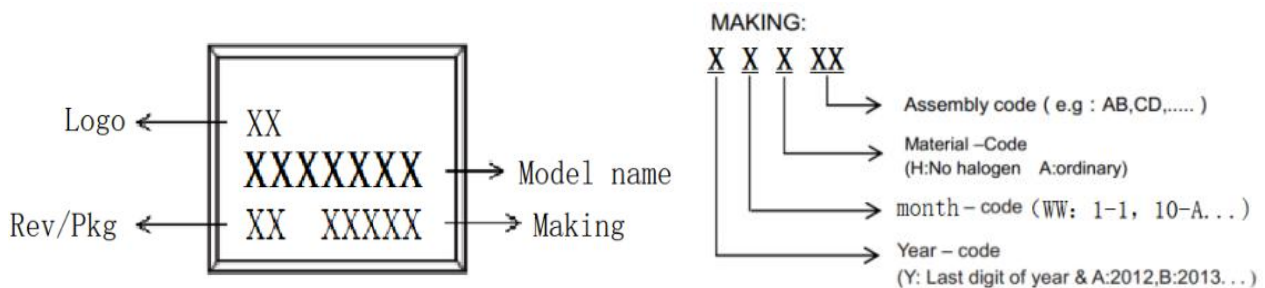 Logo
XX
XXXXXXX
Model name
Rev/Pkg
XX XXXXX
Making
MAKING:
X X X XX
Assembly code ( e.g : AB,CD,..... )
Material –Code
(H:No halogen A:ordinary)
month – code (WW: 1-1, 10-A...)
Year – code
(Y: Last digit of year & A:2012,B:2013. . . )